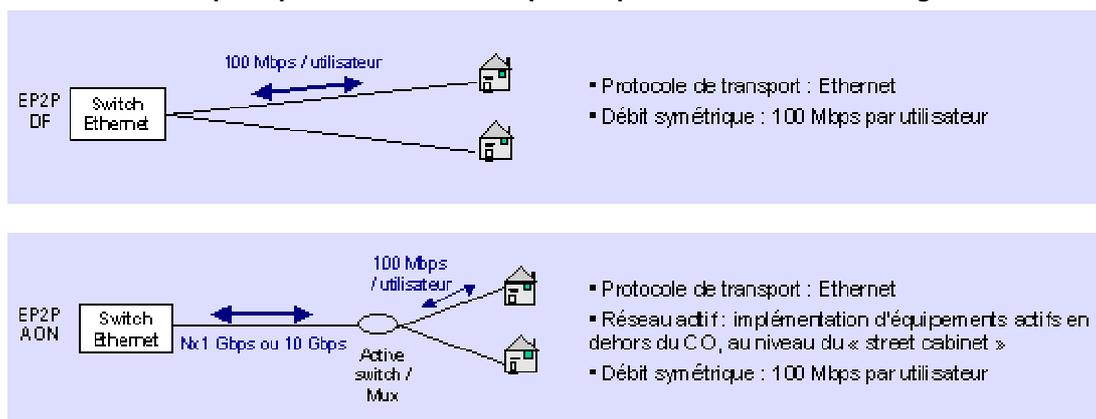 100 Mbps / utilisateur
EP2P
DF
Switch
Ethernet
▪ Protocole de transport : Ethernet
▪ Débit symétrique : 100 Mbps par utilisateur
100 Mbps
/ utilisateur
EP2P
AON
Switch
Ethernet
Nx1 Gbps ou 10 Gbps
Active
switch /
Mux
▪ Protocole de transport : Ethernet
▪ Réseau actif : implémentation d'équipements actifs en
dehors du CO, au niveau du « street cabinet »
▪ Débit symétrique : 100 Mbps par utilisateur